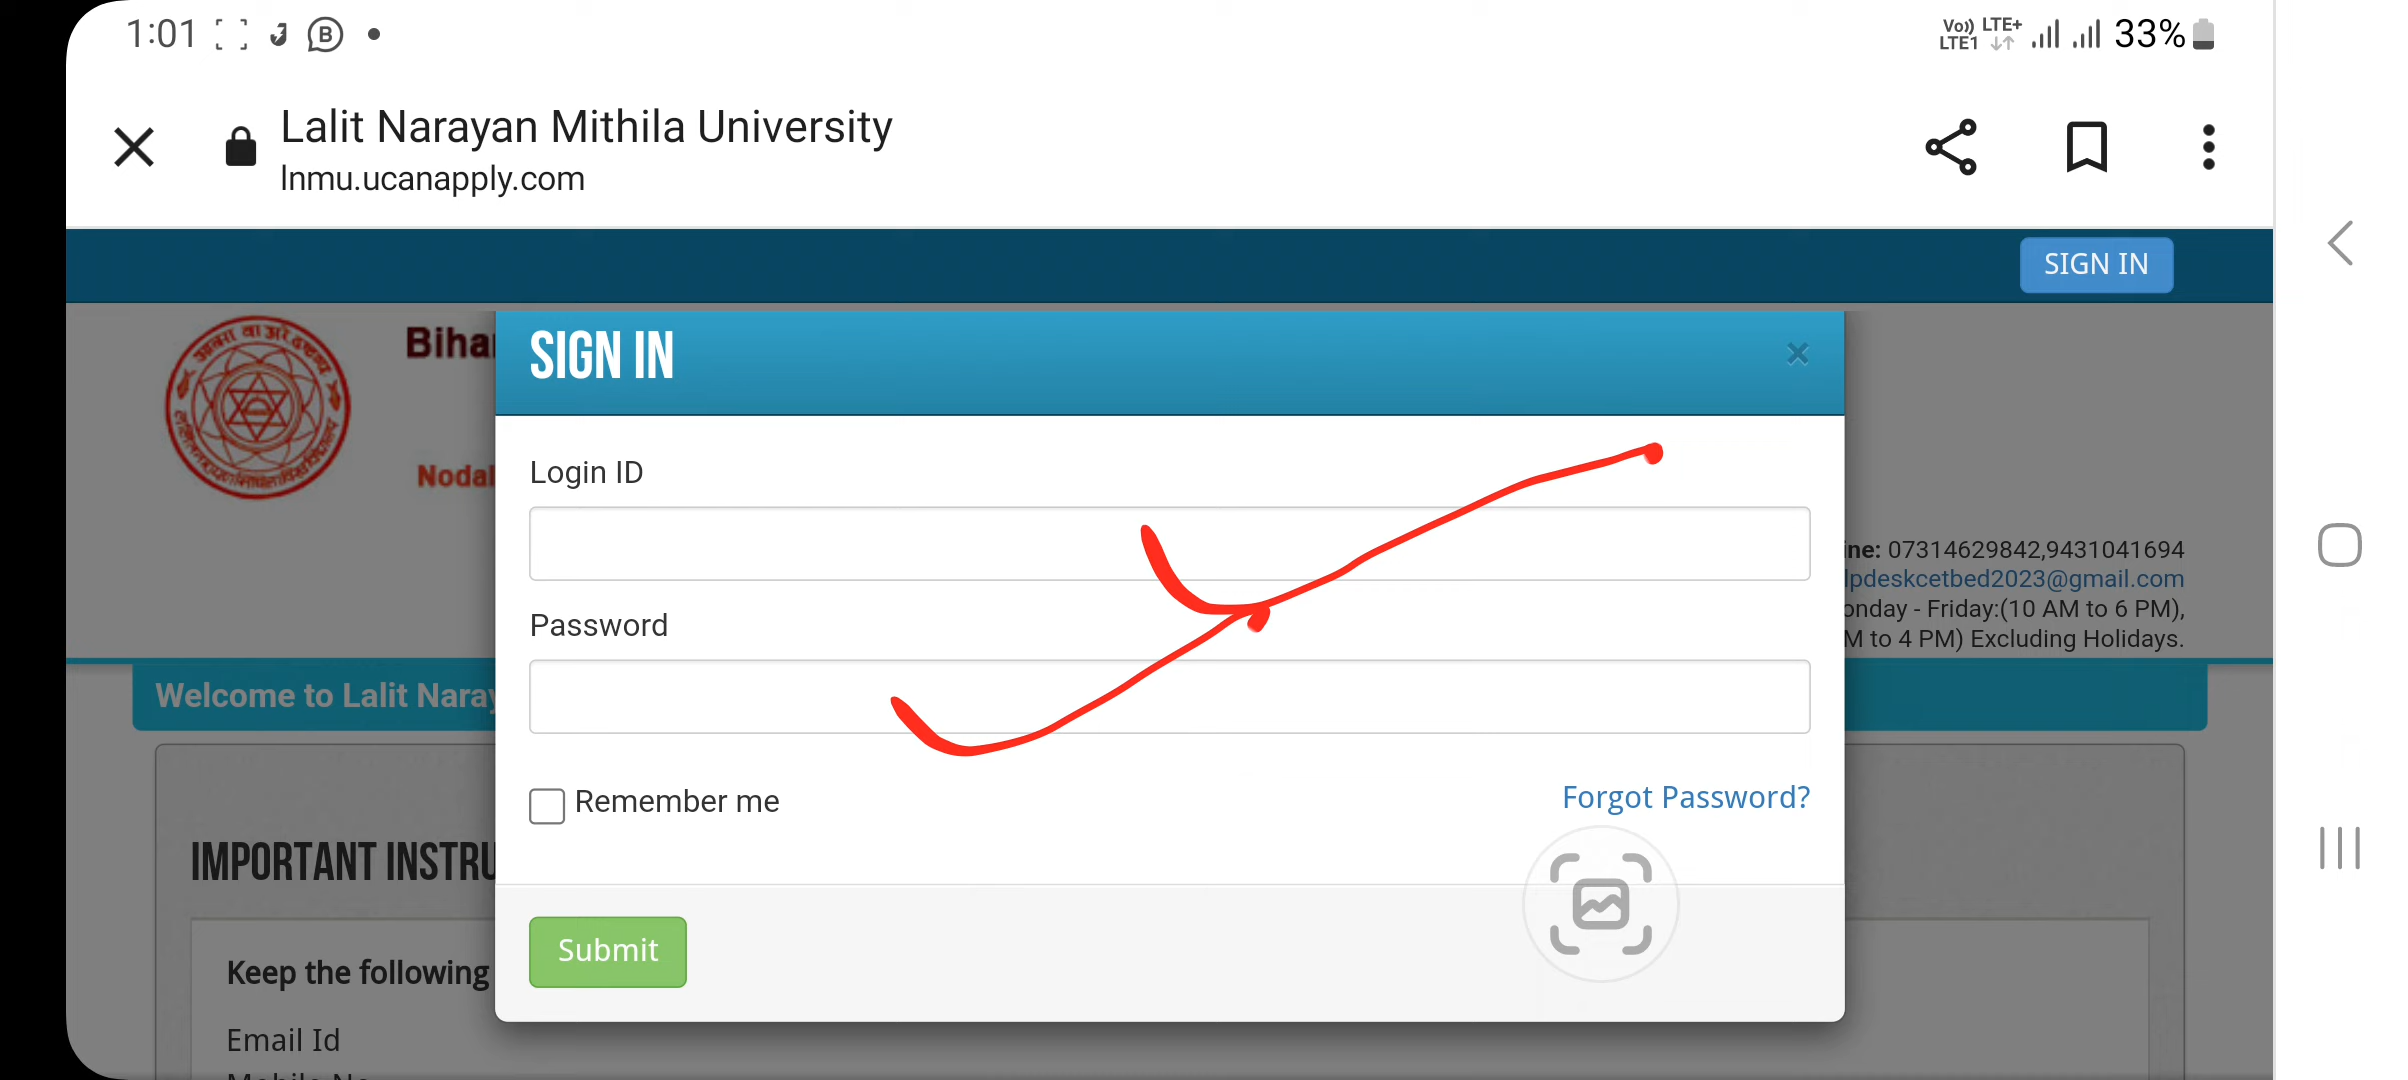 1:01
Vo)) LTE+
LTE1
33%
Lalit Narayan Mithila University
lnmu.ucanapply.com
SIGN IN
Biha
Nodal
SIGN IN
×
Login ID
Password
Remember me
Forgot Password?
Submit
ine: 07314629842,9431041694
lpdeskcetbed2023@gmail.com
onday - Friday:(10 AM to 6 PM),
M to 4 PM) Excluding Holidays.
Welcome to Lalit Naray
IMPORTANT INSTRU
Keep the following
Email Id